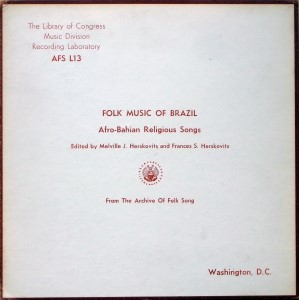 The Library of Congress
Music Division
Recording Laboratory
AFS L13
FOLK MUSIC OF BRAZIL
Afro-Bahian Religious Songs
Edited by Melville J. Herskovits and Frances S. Herskovits
From The Archive Of Folk Song
Washington, D.C.